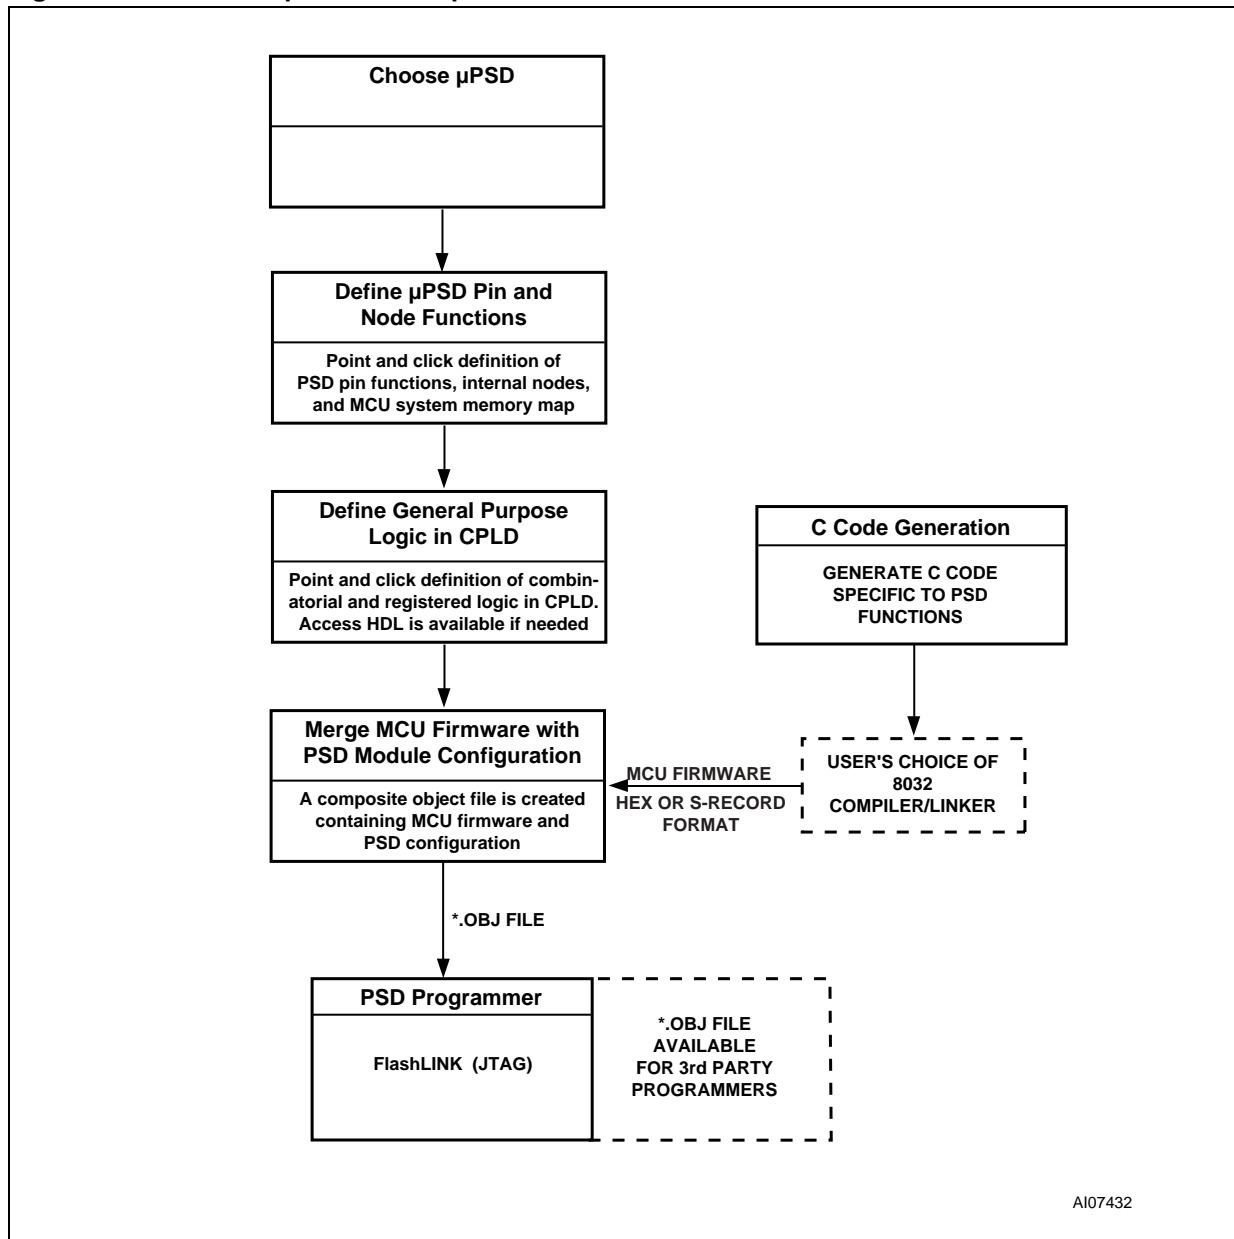 Choose µPSD
Define µPSD Pin and
Node Functions
Point and click definition of
PSD pin functions, internal nodes,
and MCU system memory map
Define General Purpose
Logic in CPLD
Point and click definition of combin-
atorial and registered logic in CPLD.
Access HDL is available if needed
C Code Generation
GENERATE C CODE
SPECIFIC TO PSD
FUNCTIONS
Merge MCU Firmware with
PSD Module Configuration
A composite object file is created
containing MCU firmware and
PSD configuration
MCU FIRMWARE
HEX OR S-RECORD
FORMAT
USER'S CHOICE OF
8032
COMPILER/LINKER
*.OBJ FILE
PSD Programmer
FlashLINK (JTAG)
*.OBJ FILE
AVAILABLE
FOR 3rd PARTY
PROGRAMMERS
AI07432